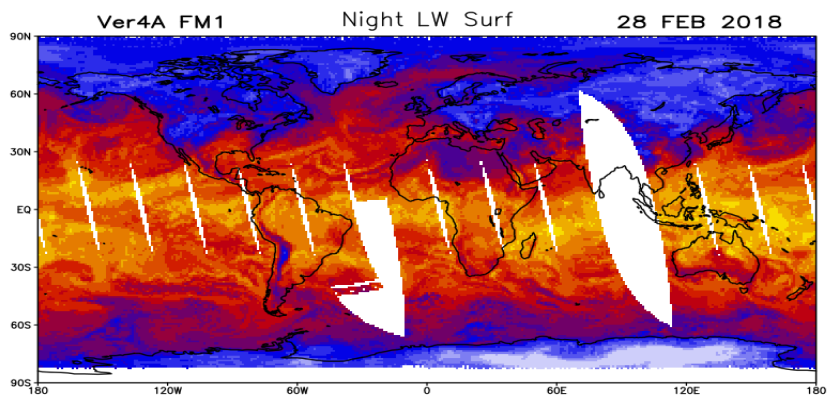 Ver4A FM1 Night LW Surf 28 FEB 2018
90N
60N
30N
EQ
30S
60S
90S
180 120W 60W 0 60E 120E 180